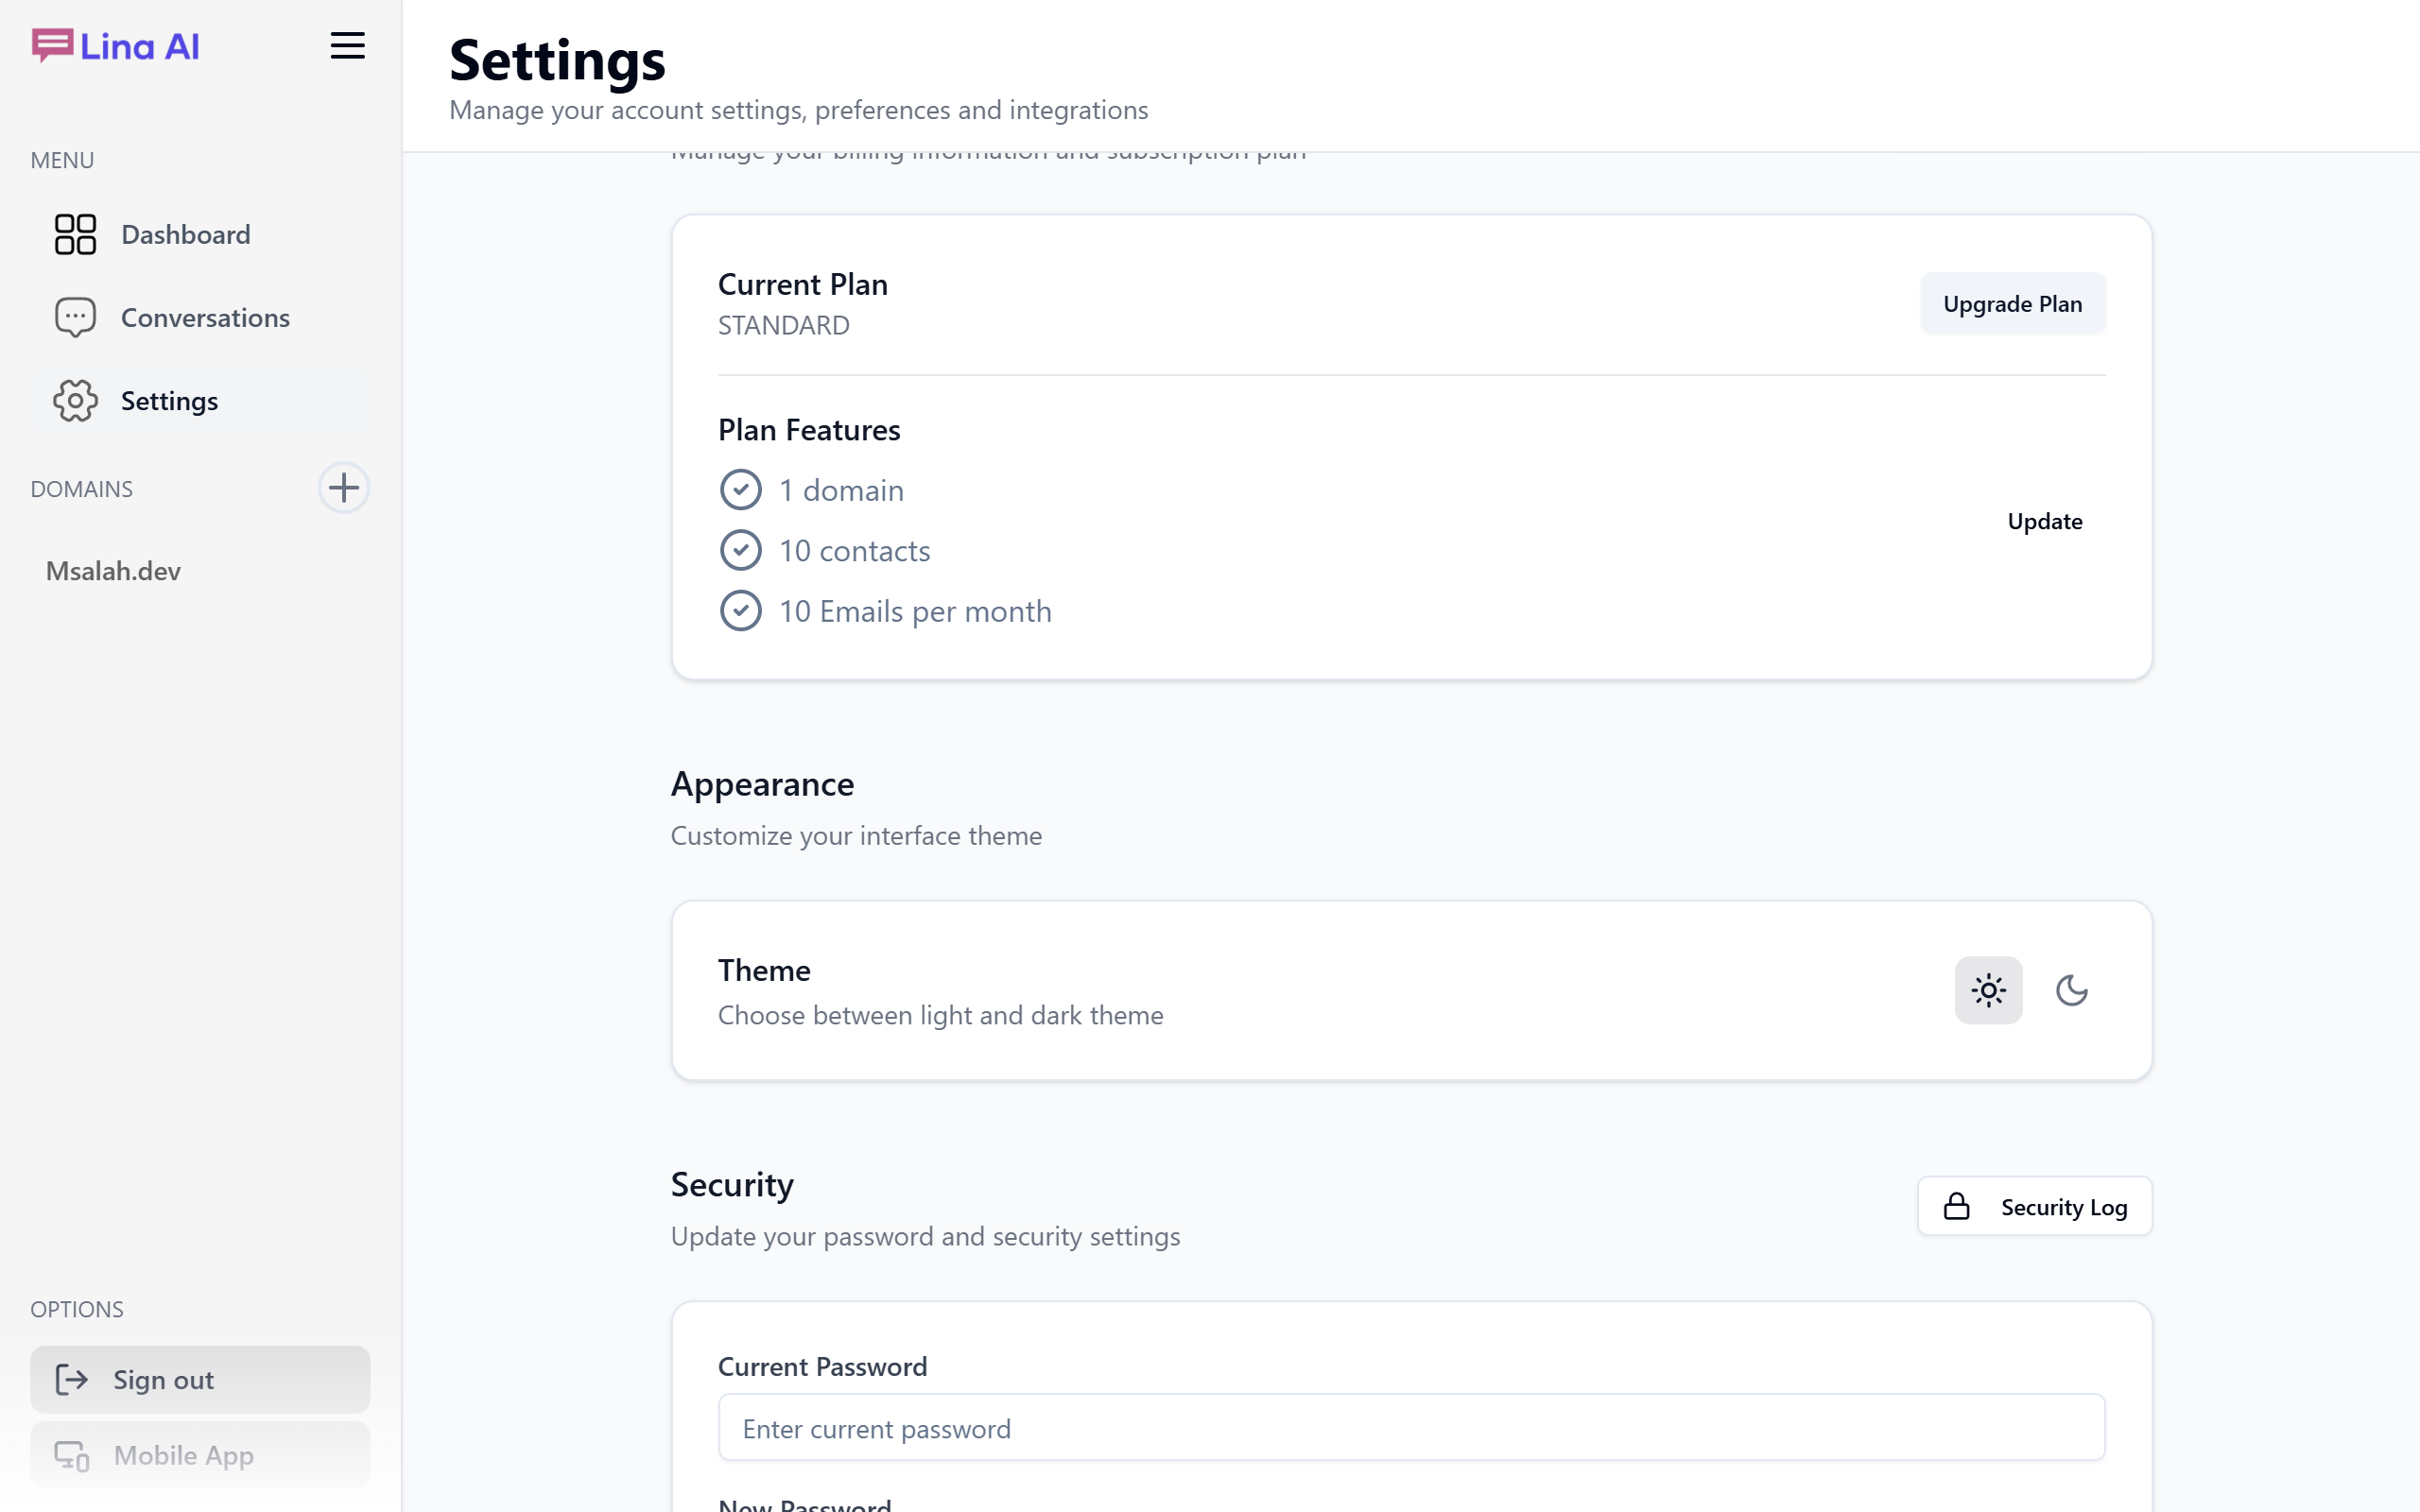 Lina AI
MENU
Dashboard
Conversations
Settings
DOMAINS
Msalah.dev
OPTIONS
Sign out
Mobile App
Settings
Manage your account settings, preferences and integrations
Manage your billing information and subscription plan
Current Plan
STANDARD
Upgrade Plan
Plan Features
1 domain
10 contacts
10 Emails per month
Update
Appearance
Customize your interface theme
Theme
Choose between light and dark theme
Security
Update your password and security settings
Security Log
Current Password
Enter current password
New Password